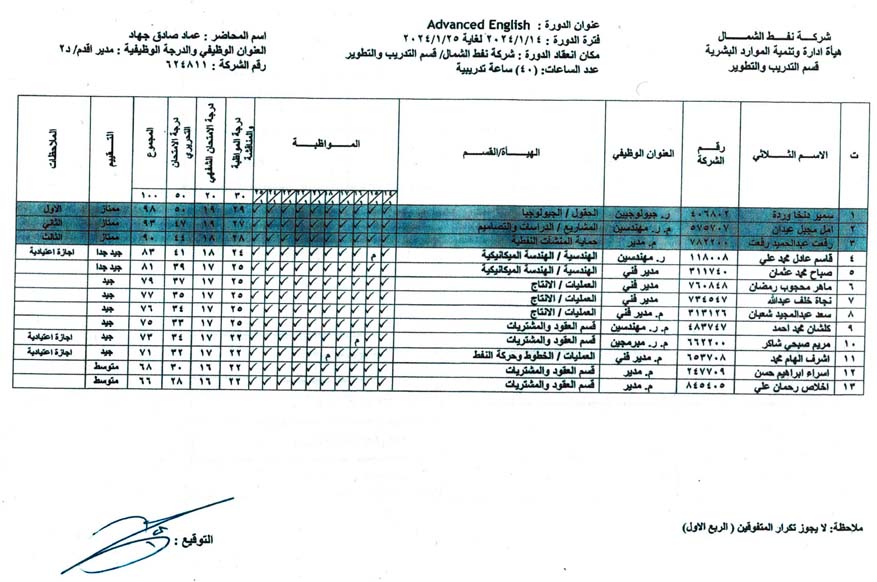 شركة نفط الشمـــال
هيأة ادارة وتنمية الموارد البشرية
قسم التدريب والتطوير
عنوان الدورة : Advanced English
فترة الدورة : ٢٠٢٤/١/١٤ لغاية ٢٠٢٤/١/٢٥
مكان انعقاد الدورة : شركة نفط الشمال/ قسم التدريب والتطوير
عدد الساعات: (٤٠) ساعة تدريبية
اسم المحاضر : عماد صادق جهاد
العنوان الوظيفي والدرجة الوظيفية : مدير اقدم/ د٢
رقم الشركة : ٦٢٤٨١١
ت الاسم الثـــلاثي رقـم الشركة العنوان الوظيفي الهيـأة/القسـم المـــواظبـة درجة المواظبة والمناقشة درجة الامتحان الشفهي درجة الامتحان التحريري المجموع التقييم الملاحظات
٣٠ ٢٠ ٥٠ ١٠٠
١ سمير دنخا وردة ٤٠٦٨٠٢ ر. جيولوجيين الحقول / الجيولوجيا ✓ ✓ ✓ ✓ ✓ ✓ ✓ ✓ ✓ ✓ ٢٩ ١٩ ٥٠ ٩٨ ممتاز الاول
٢ امل مجبل عيدان ٥٧٥٧٠٧ ر. مهندسين المشاريع / الدراسات والتصاميم ✓ ✓ ✓ ✓ ✓ ✓ ✓ ✓ ✓ ✓ ٢٧ ١٩ ٤٧ ٩٣ ممتاز الثاني
٣ رفعت عبدالحميد رفعت ٧٨٢٢٠٠ م. مدير حماية المنشات النفطية ✓ ✓ ✓ ✓ ✓ ✓ ✓ ✓ ✓ ✓ ٢٨ ١٨ ٤٤ ٩٠ ممتاز الثالث
٤ قاسم عادل محمد علي ١١٨٠٠٨ م. ر. مهندسين الهندسية / الهندسة الميكانيكية ✓ م ✓ ✓ ✓ ✓ ✓ ✓ ✓ ✓ ٢٤ ١٨ ٤١ ٨٣ جيد جدا اجازة اعتيادية
٥ صباح محمد عثمان ٣١١٧٤٠ مدير فني الهندسية / الهندسة الميكانيكية ✓ ✓ ✓ ✓ ✓ ✓ ✓ ✓ ✓ ✓ ٢٥ ١٧ ٣٩ ٨١ جيد جدا
٦ ماهر محجوب رمضان ٧٦٠٨٤٨ م. مدير فني العمليات / الانتاج ✓ ✓ ✓ ✓ ✓ ✓ ✓ ✓ ✓ ✓ ٢٥ ١٧ ٣٧ ٧٩ جيد
٧ نجاة خلف عبدالله ٧٣٤٥٤٧ م. مدير فني العمليات / الانتاج ✓ ✓ ✓ ✓ ✓ ✓ ✓ ✓ ✓ ✓ ٢٥ ١٧ ٣٥ ٧٧ جيد
٨ سعد عبدالمجيد شعبان ٣١٣١٢٦ م. مدير فني العمليات / الانتاج ✓ ✓ ✓ ✓ ✓ ✓ ✓ ✓ ✓ ✓ ٢٥ ١٧ ٣٤ ٧٦ جيد
٩ كلشان محمد احمد ٤٨٣٧٤٧ م. ر. مهندسين قسم العقود والمشتريات ✓ ✓ ✓ ✓ ✓ ✓ ✓ ✓ ✓ ✓ ٢٥ ١٧ ٣٣ ٧٥ جيد
١٠ مريم صبحي شاكر ٦٦٢٢٠٠ م. ر. مبرمجين قسم العقود والمشتريات ✓ ✓ م ✓ ✓ ✓ ✓ ✓ ✓ ✓ ٢٢ ١٧ ٣٤ ٧٣ جيد اجازة اعتيادية
١١ اشرف الهام محمد ٦٥٣٧٠٨ مدير فني العمليات / الخطوط وحركة النفط ✓ ✓ ✓ ✓ م ✓ ✓ ✓ ✓ ✓ ٢٢ ١٧ ٣٢ ٧١ جيد اجازة اعتيادية
١٢ اسراء ابراهيم حسن ٢٤٧٧٠٩ م. مدير قسم العقود والمشتريات ✓ ✓ ✓ ✓ ✓ ✓ ✓ ✓ ✓ ✓ ٢٢ ١٦ ٣٠ ٦٨ متوسط
١٣ اخلاص رحمان علي ٨٤٥٤٠٥ م. مدير قسم العقود والمشتريات ✓ ✓ ✓ ✓ ✓ ✓ ✓ ✓ ✓ ✓ ٢٢ ١٦ ٢٨ ٦٦ متوسط
ملاحظة: لا يجوز تكرار المتفوقين ( الربع الاول)
التوقيع :